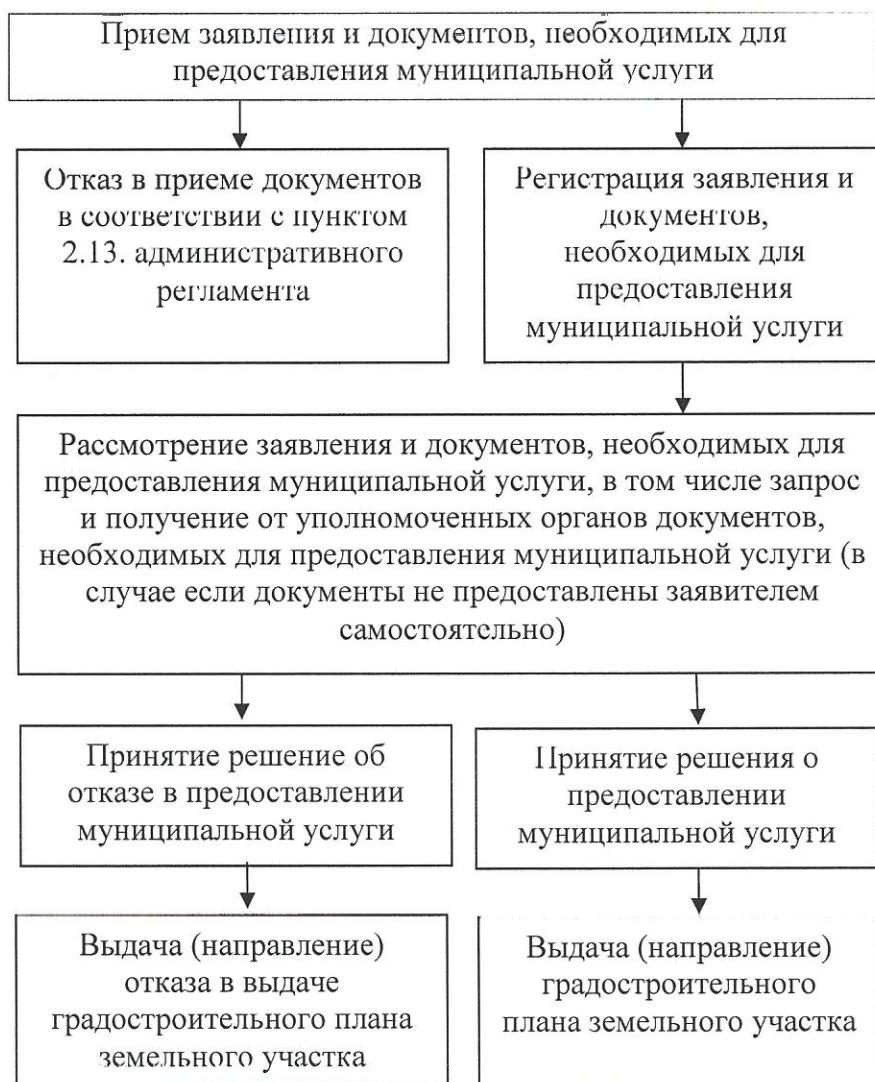 Прием заявления и документов, необходимых для
предоставления муниципальной услуги
Отказ в приеме документов
в соответствии с пунктом
2.13. административного
регламента
Регистрация заявления и
документов,
необходимых для
предоставления
муниципальной услуги
Рассмотрение заявления и документов, необходимых для
предоставления муниципальной услуги, в том числе запрос
и получение от уполномоченных органов документов,
необходимых для предоставления муниципальной услуги (в
случае если документы не предоставлены заявителем
самостоятельно)
Принятие решение об
отказе в предоставлении
муниципальной услуги
Принятие решения о
предоставлении
муниципальной услуги
Выдача (направление)
отказа в выдаче
градостроительного плана
земельного участка
Выдача (направление)
градостроительного
плана земельного участка